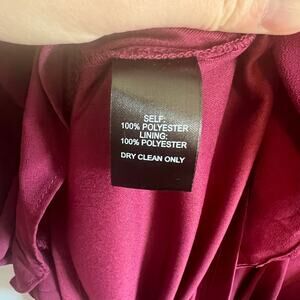 SELF:
100% POLYESTER
LINING:
100% POLYESTER
DRY CLEAN ONLY